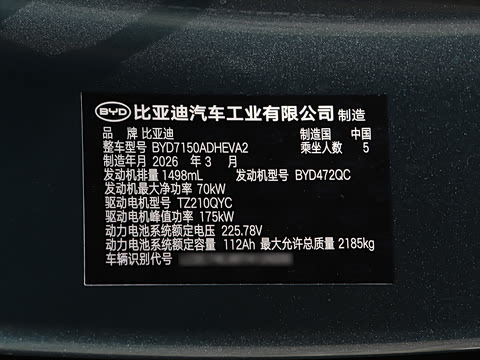 BYD 比亚迪汽车工业有限公司 制造
品 牌 比亚迪 制造国 中国
整车型号 BYD7150ADHEVA2 乘坐人数 5
制造年月 2026 年 3 月
发动机排量 1498mL 发动机型号 BYD472QC
发动机最大净功率 70kW
驱动电机型号 TZ210QYC
驱动电机峰值功率 175kW
动力电池系统额定电压 225.78V
动力电池系统额定容量 112Ah 最大允许总质量 2185kg
车辆识别代号